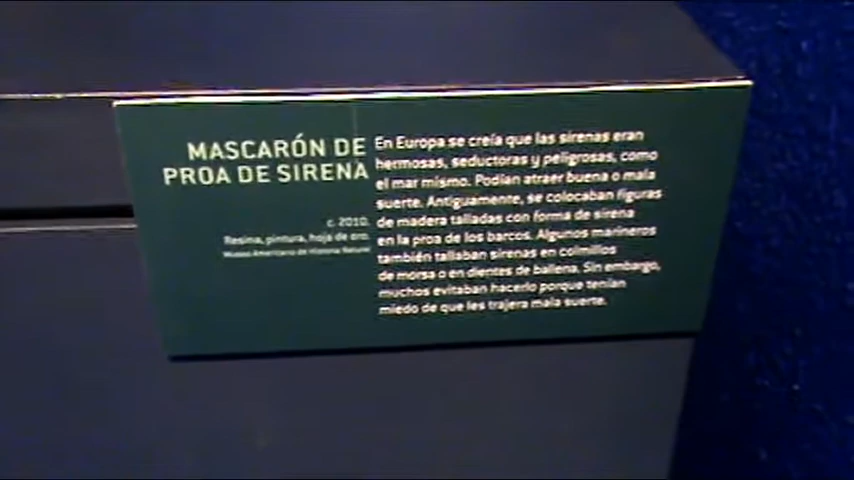 MASCARÓN DE
PROA DE SIRENA
c. 2010.
Resina, pintura, hoja de oro.
Museo Americano de Historia Natural
En Europa se creía que las sirenas eran
hermosas, seductoras y peligrosas, como
el mar mismo. Podían atraer buena o mala
suerte. Antiguamente, se colocaban figuras
de madera talladas con forma de sirena
en la proa de los barcos. Algunos marineros
también tallaban sirenas en colmillos
de morsa o en dientes de ballena. Sin embargo,
muchos evitaban hacerlo porque tenían
miedo de que les trajera mala suerte.